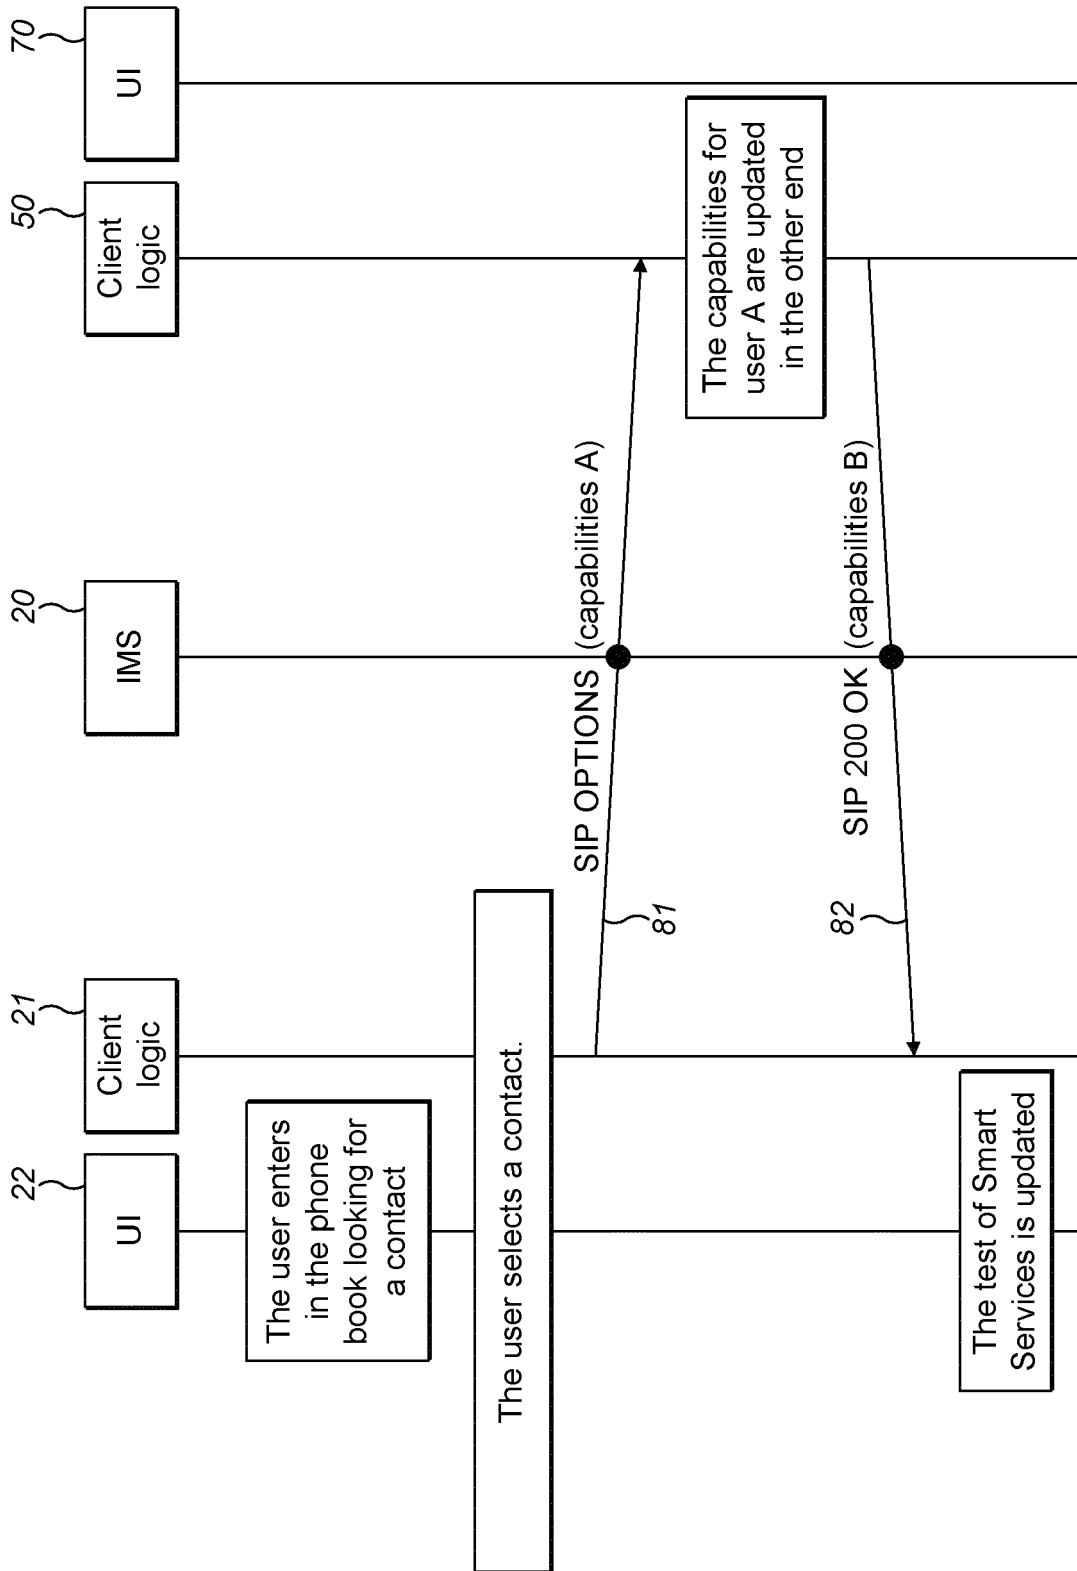 22
21
20
50
70
UI
Client
logic
IMS
Client
logic
UI
The user enters
in the phone
book looking for
a contact
The user selects a contact.
SIP OPTIONS (capabilities A)
81
The capabilities for
user A are updated
in the other end
SIP 200 OK (capabilities B)
82
The test of Smart
Services is updated